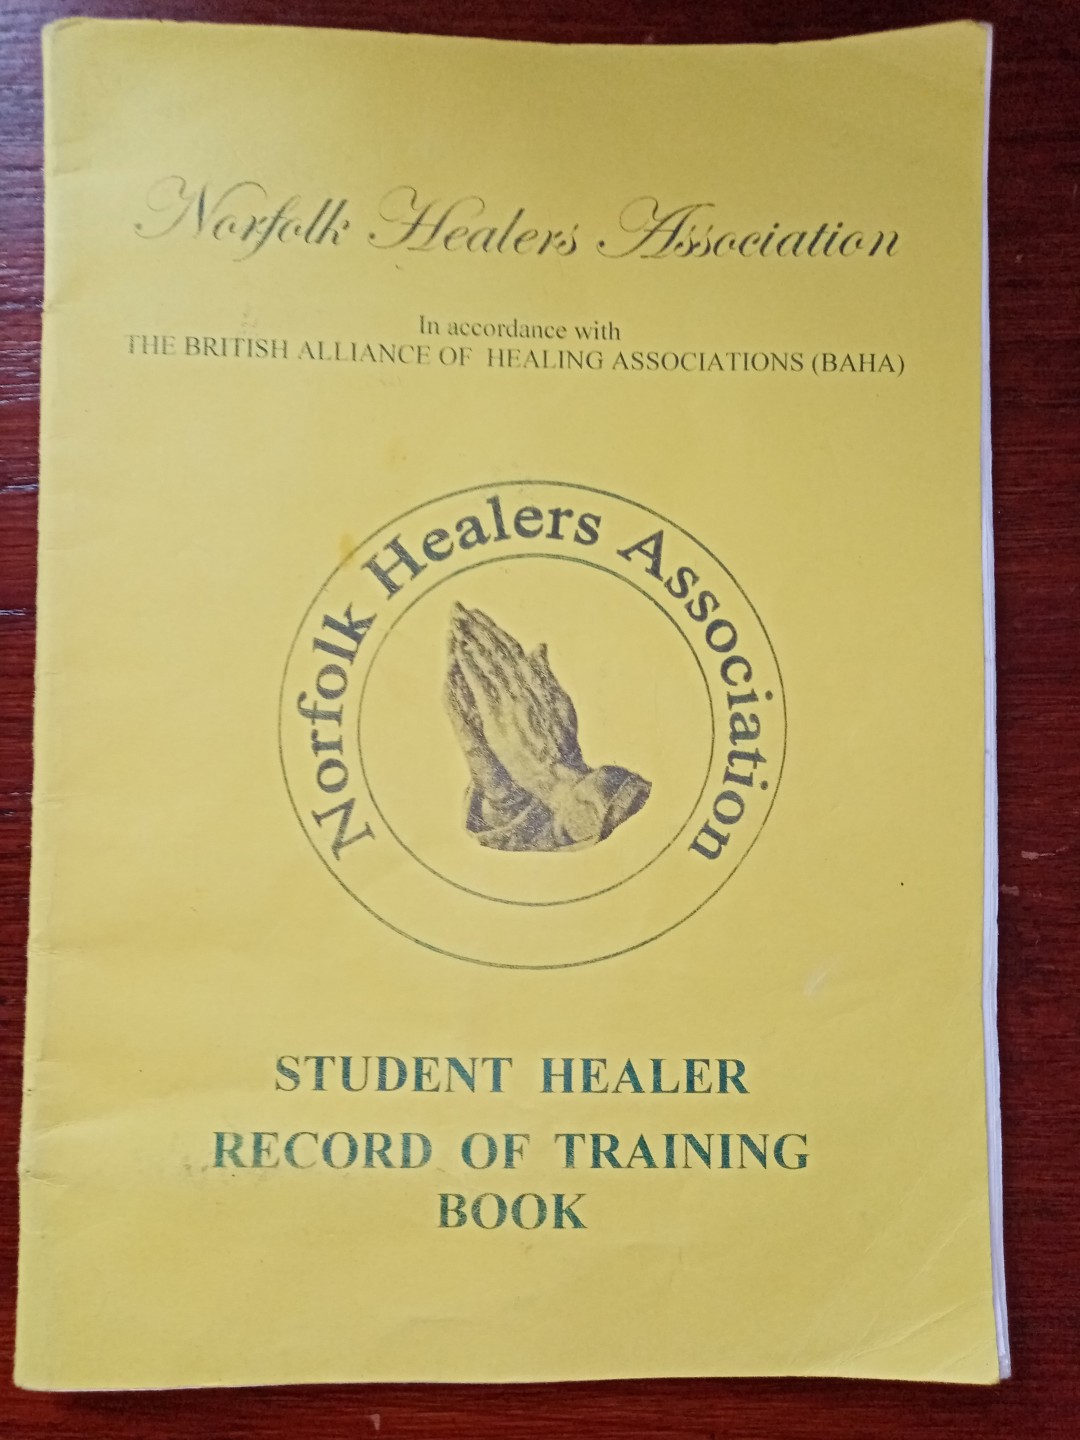 Norfolk Healers Association
In accordance with
THE BRITISH ALLIANCE OF HEALING ASSOCIATIONS (BAHA)
Norfolk Healers Association
STUDENT HEALER
RECORD OF TRAINING
BOOK